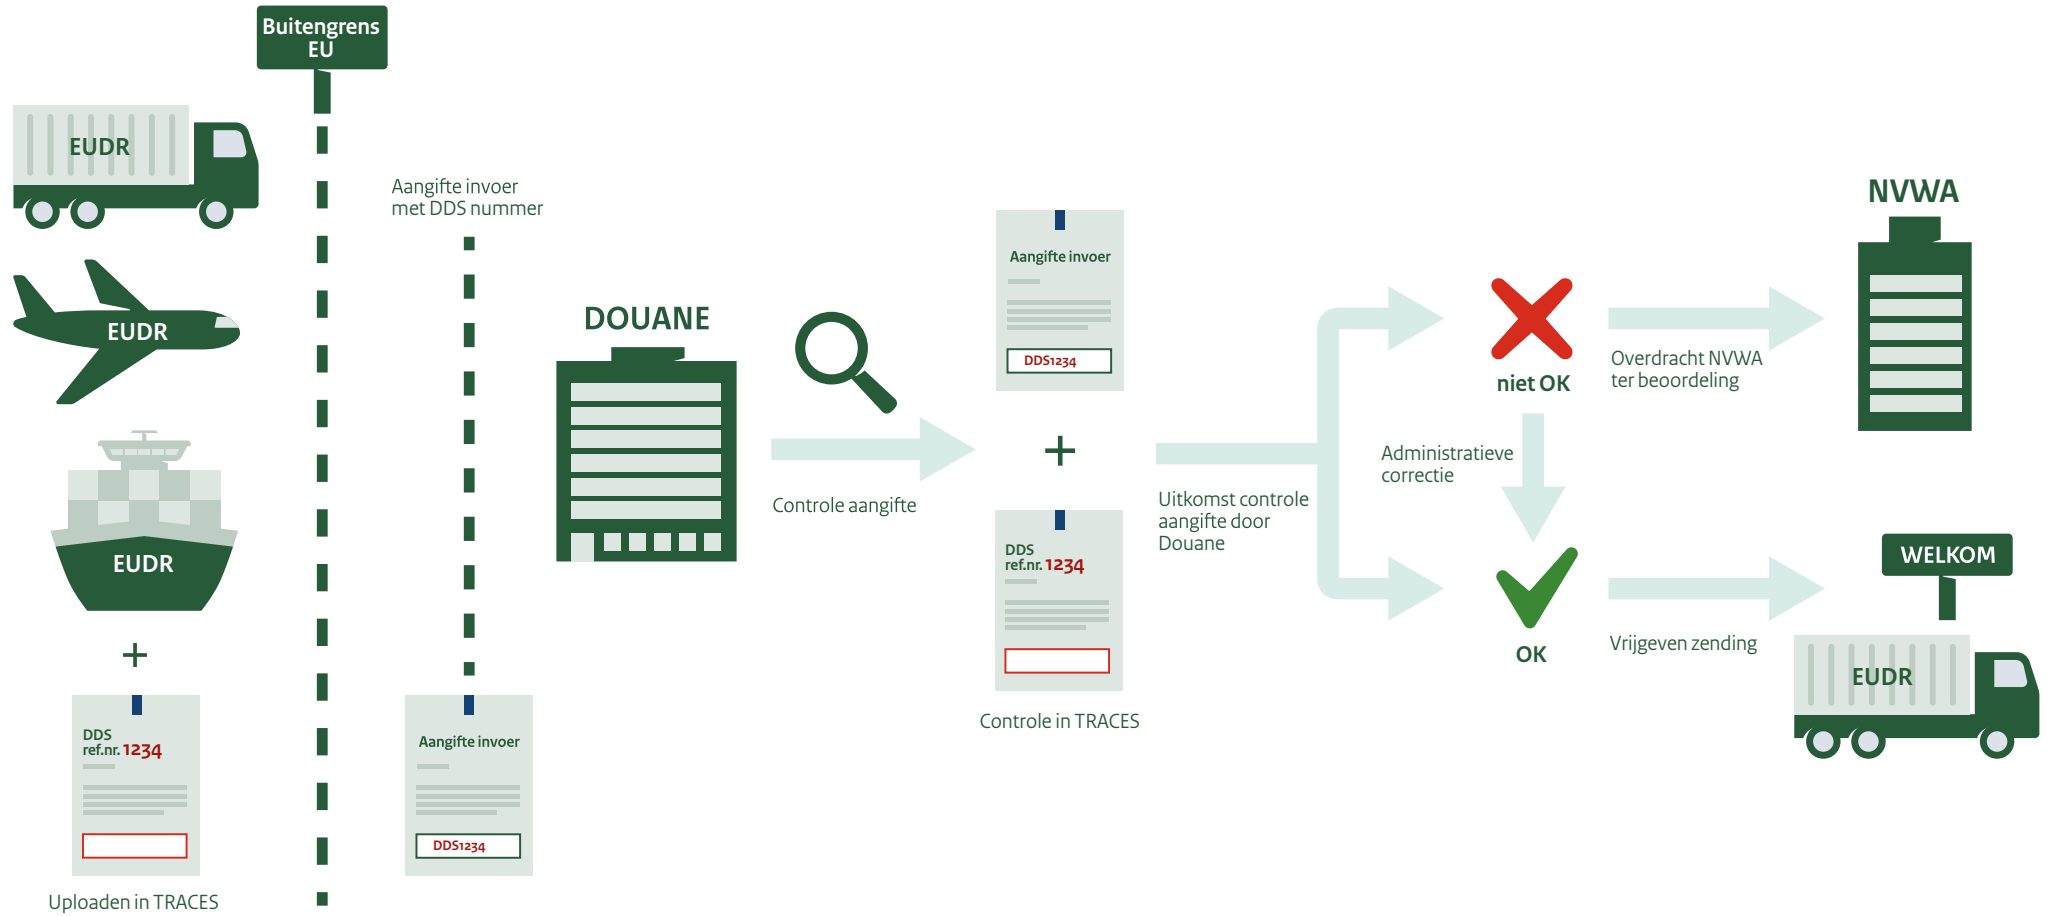 Buitengrens
EU
EUDR
EUDR
EUDR
+
DDS
ref.nr. 1234
Uploaden in TRACES
Aangifte invoer
met DDS nummer
Aangifte invoer
DDS1234
DOUANE
Controle aangifte
Aangifte invoer
DDS1234
+
DDS
ref.nr. 1234
Controle in TRACES
Uitkomst controle
aangifte door
Douane
niet OK
Administratieve
correctie
OK
Overdracht NVWA
ter beoordeling
NVWA
Vrijgeven zending
WELKOM
EUDR